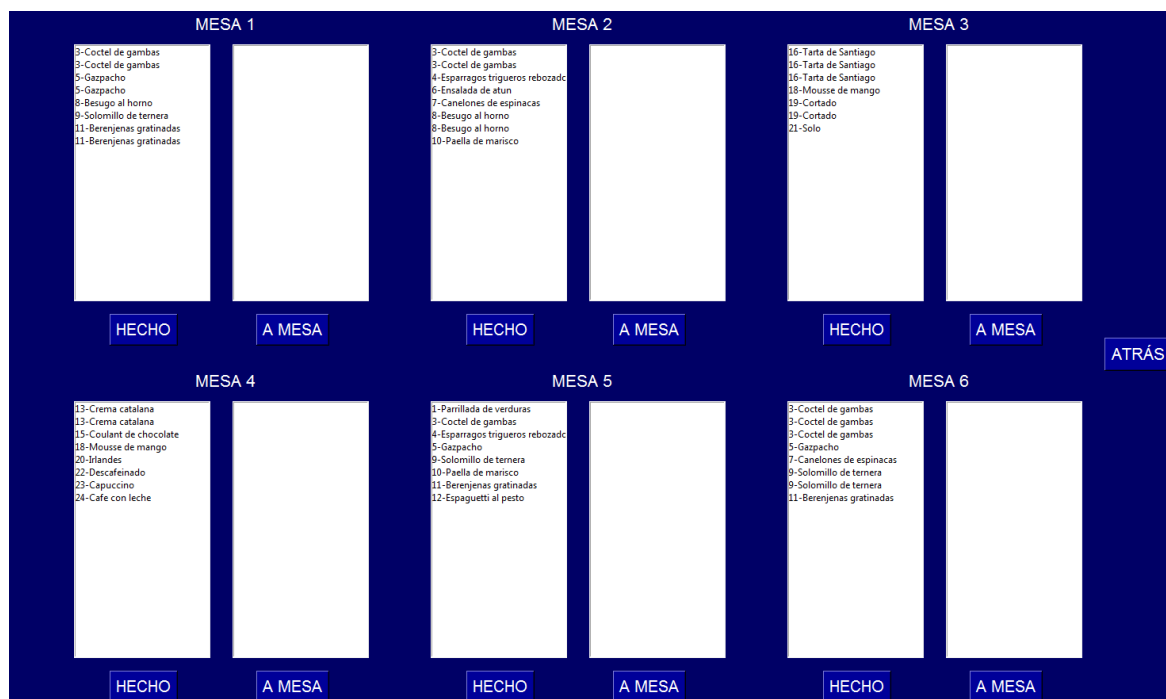 MESA 1
3-Coctel de gambas
3-Coctel de gambas
5-Gazpacho
5-Gazpacho
8-Besugo al horno
9-Solomillo de ternera
11-Berenjenas gratinadas
11-Berenjenas gratinadas
HECHO
A MESA
MESA 2
3-Coctel de gambas
3-Coctel de gambas
4-Esparragos trigueros rebozadc
6-Ensalada de atun
7-Canelones de espinacas
8-Besugo al horno
8-Besugo al horno
10-Paella de marisco
HECHO
A MESA
MESA 3
16-Tarta de Santiago
16-Tarta de Santiago
16-Tarta de Santiago
18-Mousse de mango
19-Cortado
19-Cortado
21-Solo
HECHO
A MESA
ATRÁS
MESA 4
13-Crema catalana
13-Crema catalana
15-Coulant de chocolate
18-Mousse de mango
20-Irlandes
22-Descafeinado
23-Capuccino
24-Cafe con leche
HECHO
A MESA
MESA 5
1-Parrillada de verduras
3-Coctel de gambas
4-Esparragos trigueros rebozadc
5-Gazpacho
9-Solomillo de ternera
10-Paella de marisco
11-Berenjenas gratinadas
12-Espaguetti al pesto
HECHO
A MESA
MESA 6
3-Coctel de gambas
3-Coctel de gambas
3-Coctel de gambas
5-Gazpacho
7-Canelones de espinacas
9-Solomillo de ternera
9-Solomillo de ternera
11-Berenjenas gratinadas
HECHO
A MESA